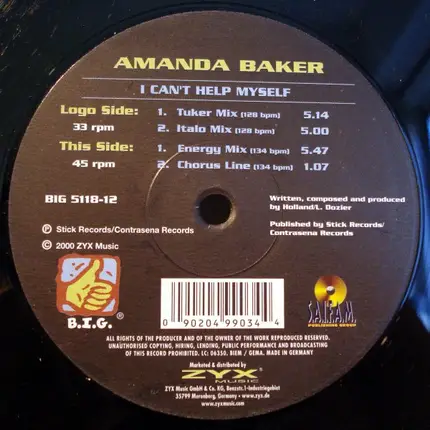 AMANDA BAKER
I CAN'T HELP MYSELF
Logo Side: 1. Tuker Mix (128 bpm) 5.14
33 rpm 2. Italo Mix (128 bpm) 5.00
This Side: 1. Energy Mix (134 bpm) 5.47
45 rpm 2. Chorus Line (134 bpm) 1.07
BIG 5118-12
Written, composed and produced
by Holland/L. Dozier
Ⓟ Stick Records/Contrasena Records
© 2000 ZYX Music
Published by Stick Records/
Contrasena Records
B.I.G. ®
0 90204 99034 4
S.A.F.A.M.
PUBLISHING GROUP
ALL RIGHTS OF THE PRODUCER AND OF THE OWNER OF THE WORK REPRODUCED RESERVED.
UNAUTHORISED COPYING, HIRING, LENDING, PUBLIC PERFORMANCE AND BROADCASTING
OF THIS RECORD PROHIBITED. LC: 06350. BIEM / GEMA. MADE IN GERMANY
Marketed & distributed by
ZYX
MUSIC
ZYX Music GmbH & Co. KG, Benzstr.1-Industriegebiet
35799 Merenberg, Germany • www.zyx.de
www.zyxmusic.com